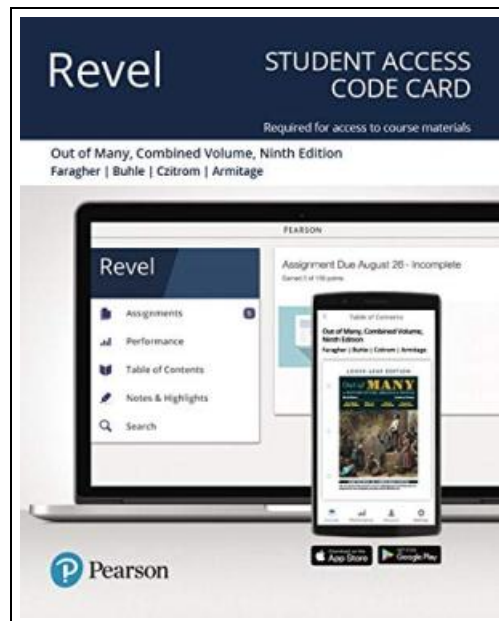 Revel
STUDENT ACCESS
CODE CARD
Required for access to course materials
Out of Many, Combined Volume, Ninth Edition
Faragher | Buhle | Czitrom | Armitage
PEARSON
Revel
Assignments
Performance
Table of Contents
Notes & Highlights
Search
Assignment Due August 26 - Incomplete
Table of Contents
Out of Many, Combined Volume,
Ninth Edition
Faragher | Buhle | Czitrom | Armitage
LOOSE-LEAF EDITION
Out of MANY
App Store
Google Play
Pearson